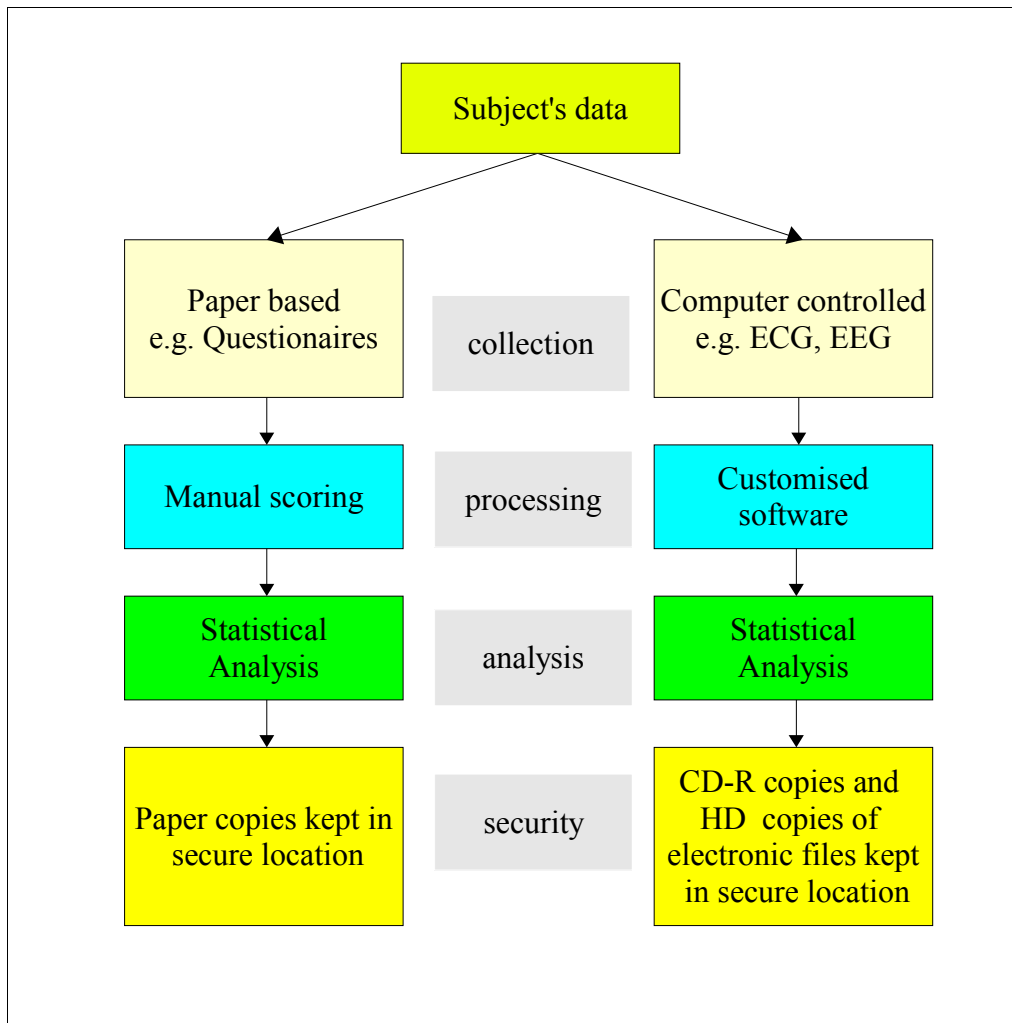 Subject's data
Paper based
e.g. Questionaires
collection
Computer controlled
e.g. ECG, EEG
Manual scoring
processing
Customised
software
Statistical
Analysis
analysis
Statistical
Analysis
Paper copies kept in
secure location
security
CD-R copies and
HD copies of
electronic files kept
in secure location